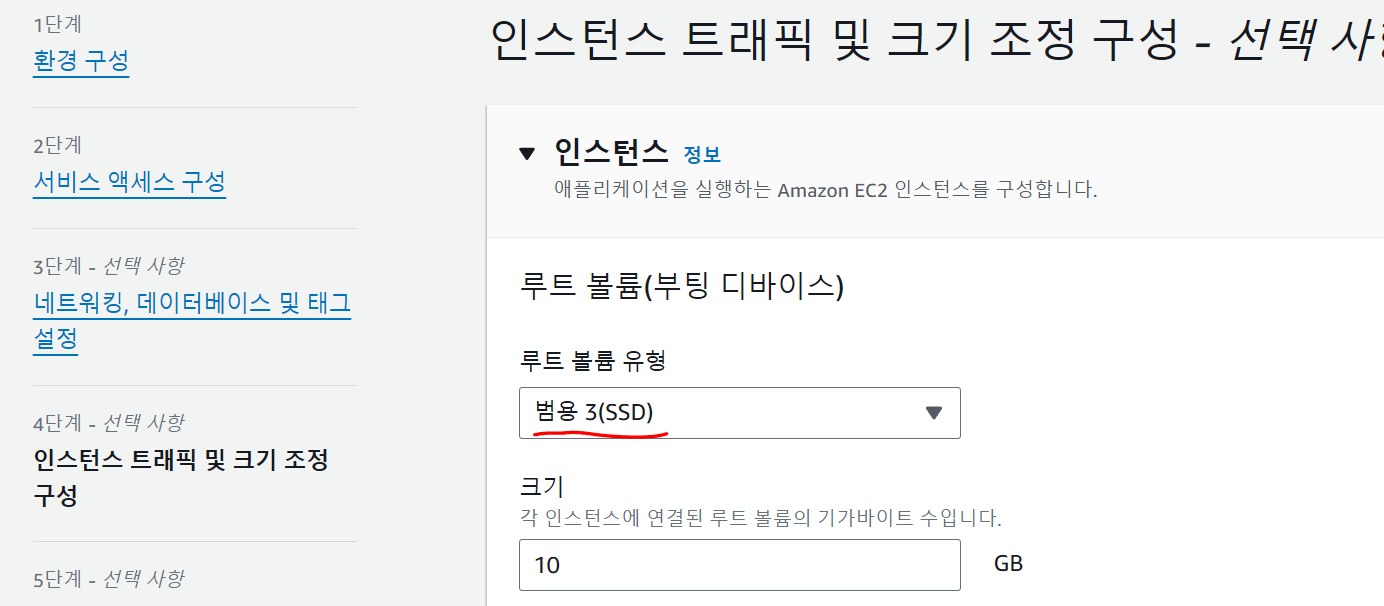 1단계
환경 구성
2단계
서비스 액세스 구성
3단계 - 선택 사항
네트워킹, 데이터베이스 및 태그
설정
4단계 - 선택 사항
인스턴스 트래픽 및 크기 조정
구성
5단계 - 선택 사항
인스턴스 트래픽 및 크기 조정 구성 - 선택
인스턴스 정보
애플리케이션을 실행하는 Amazon EC2 인스턴스를 구성합니다.
루트 볼륨(부팅 디바이스)
루트 볼륨 유형
범용 3(SSD)
크기
각 인스턴스에 연결된 루트 볼륨의 기가바이트 수입니다.
10 GB